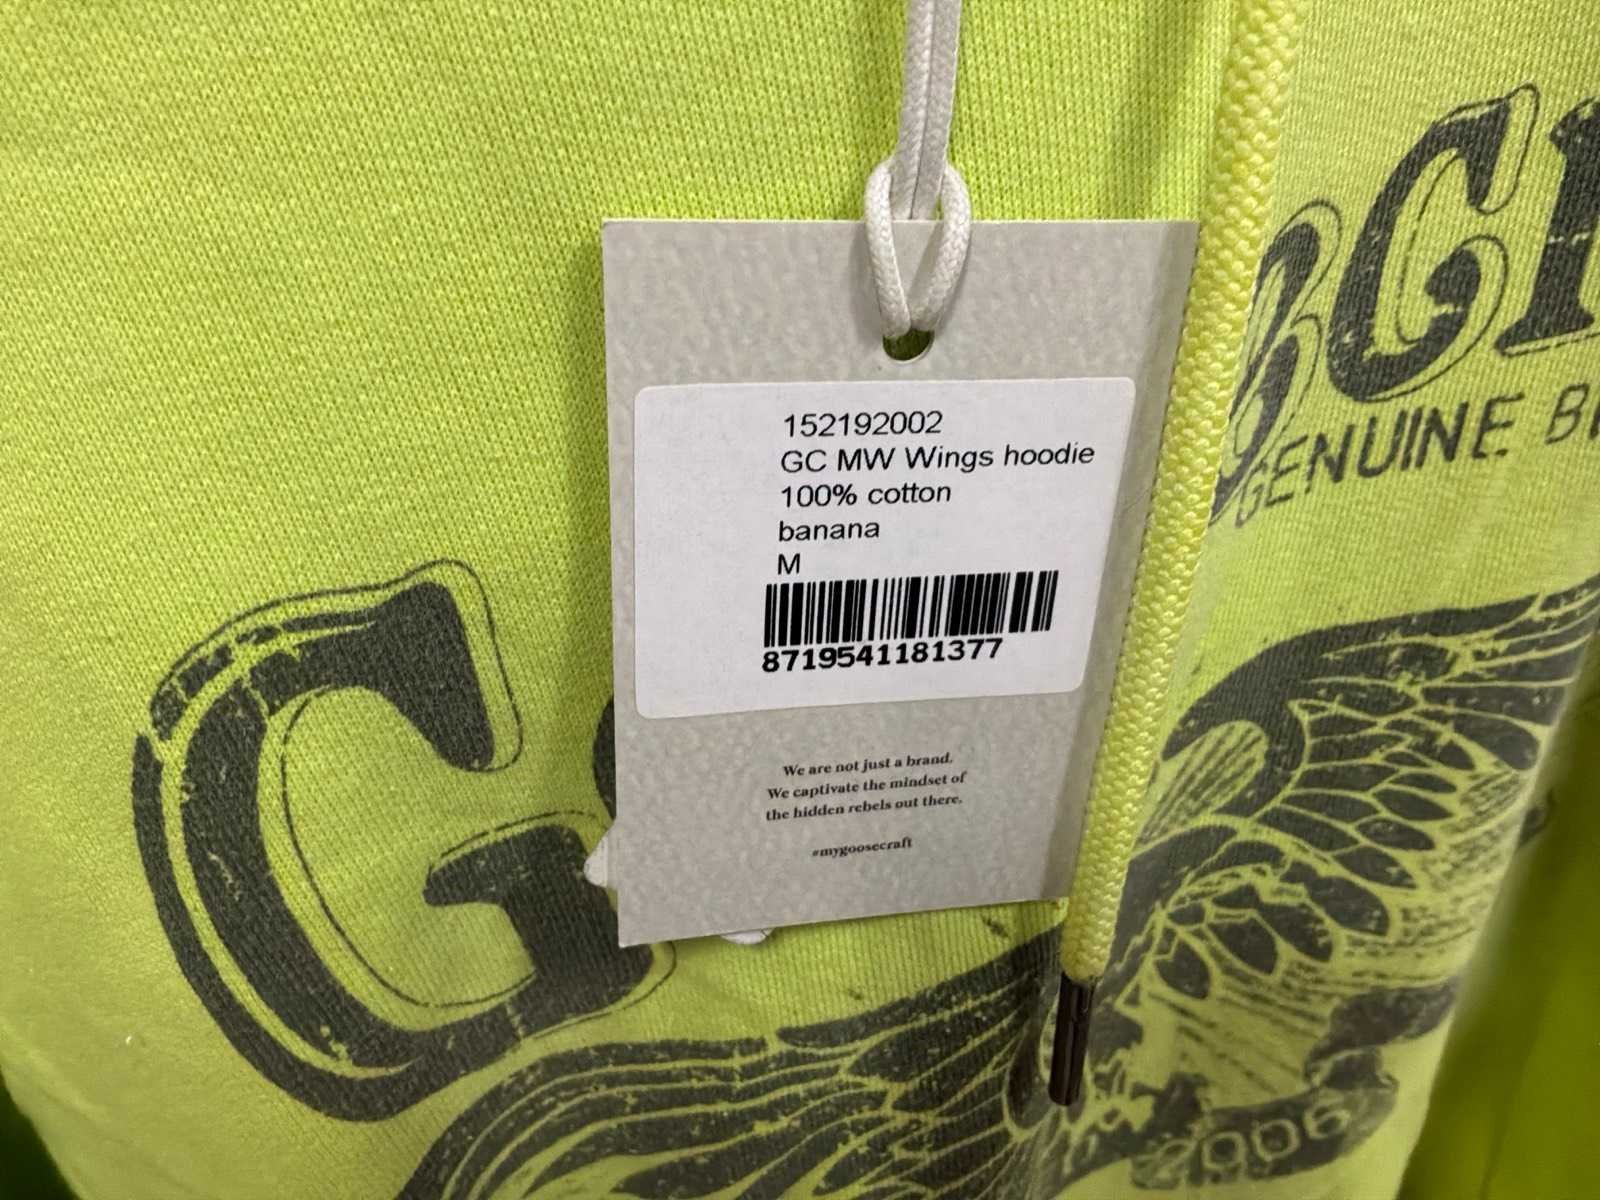 152192002
GC MW Wings hoodie
100% cotton
banana
M
8719541181377
We are not just a brand.
We captivate the mindset of
the hidden rebels out there.
#mygoosecraft
GENUINE
2006